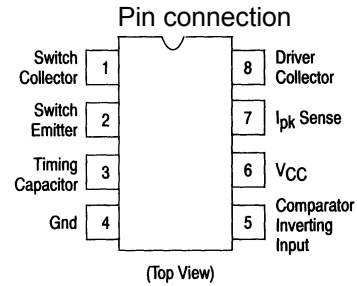 Pin connection
Switch
Collector
1
8
Driver
Collector
Switch
Emitter
2
7
Ipk Sense
Timing
Capacitor
3
6
VCC
Gnd
4
5
Comparator
Inverting
Input
(Top View)